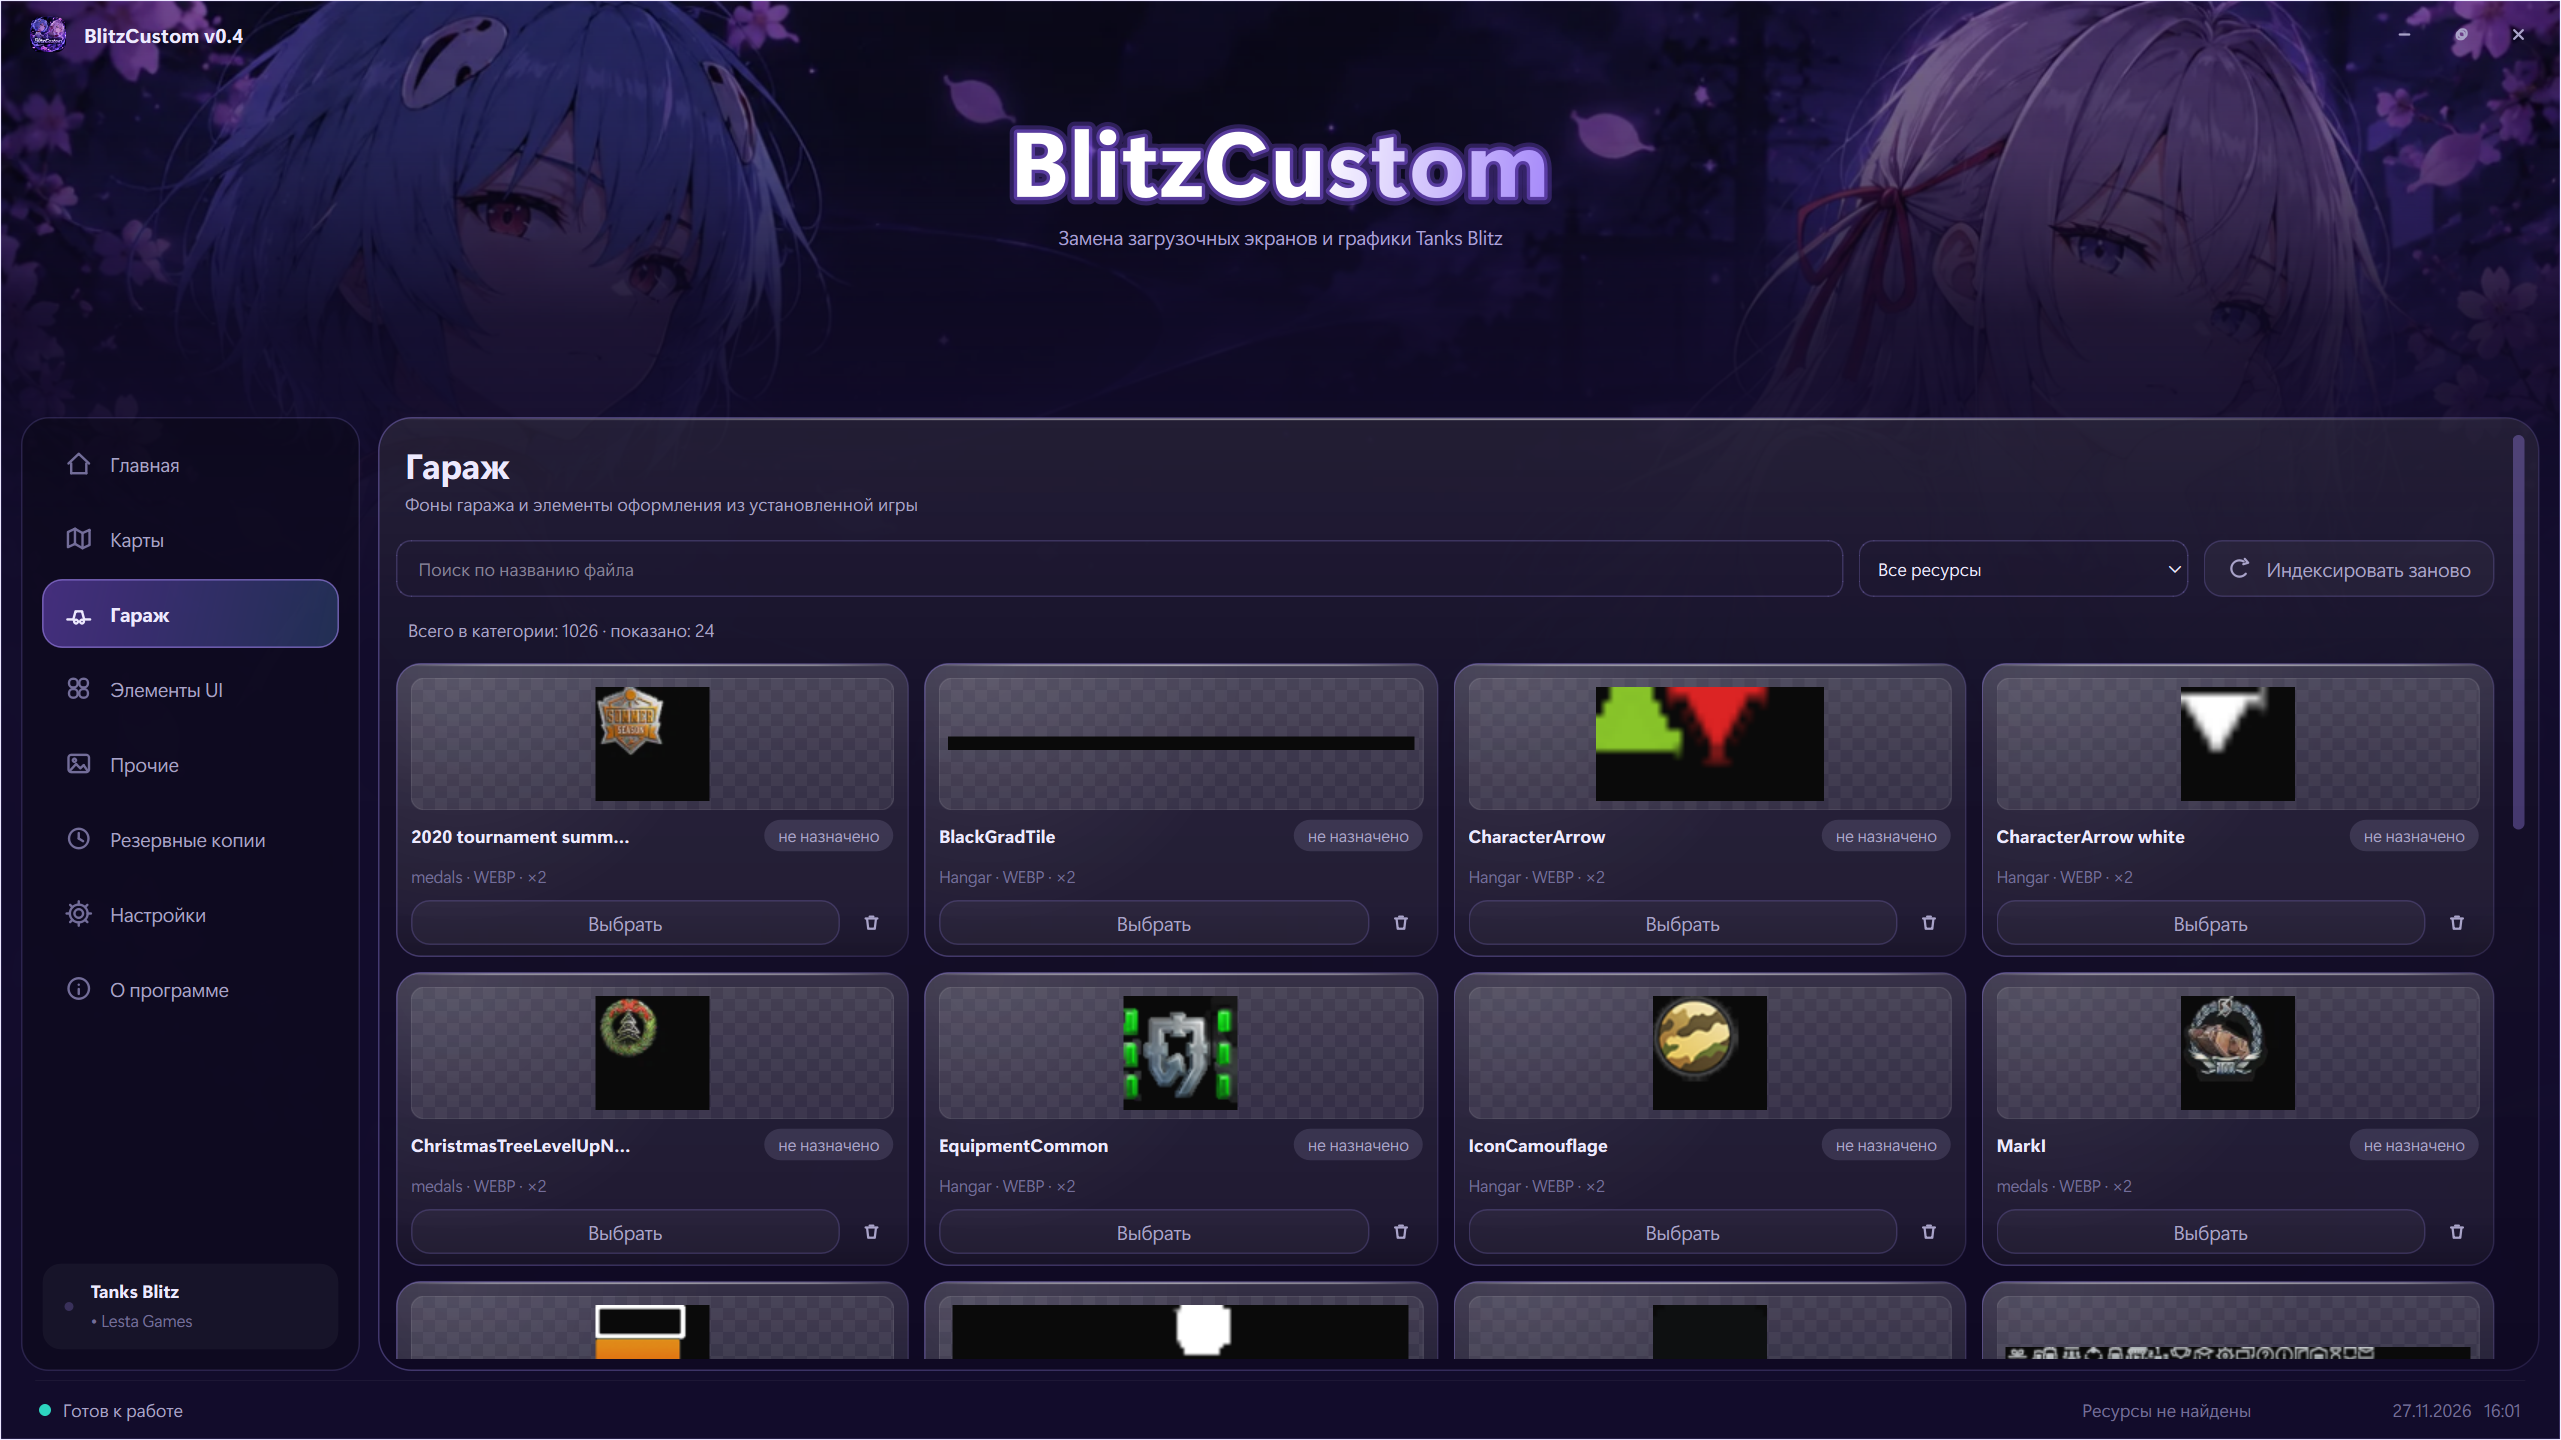 BlitzCustom v0.4
BlitzCustom
Замена загрузочных экранов и графики Tanks Blitz
Главная
Карты
Гараж
Элементы UI
Прочие
Резервные копии
Настройки
О программе
Tanks Blitz
• Lesta Games
Гараж
Фоны гаража и элементы оформления из установленной игры
Поиск по названию файла
Все ресурсы
Индексировать заново
Всего в категории: 1026 · показано: 24
SUMMER
SEASON
2020 tournament summ...
не назначено
medals · WEBP · ×2
Выбрать
BlackGradTile
не назначено
Hangar · WEBP · ×2
Выбрать
CharacterArrow
не назначено
Hangar · WEBP · ×2
Выбрать
CharacterArrow white
не назначено
Hangar · WEBP · ×2
Выбрать
ChristmasTreeLevelUpN...
не назначено
medals · WEBP · ×2
Выбрать
EquipmentCommon
не назначено
Hangar · WEBP · ×2
Выбрать
IconCamouflage
не назначено
Hangar · WEBP · ×2
Выбрать
MarkI
не назначено
medals · WEBP · ×2
Выбрать
Готов к работе
Ресурсы не найдены
27.11.2026 16:01